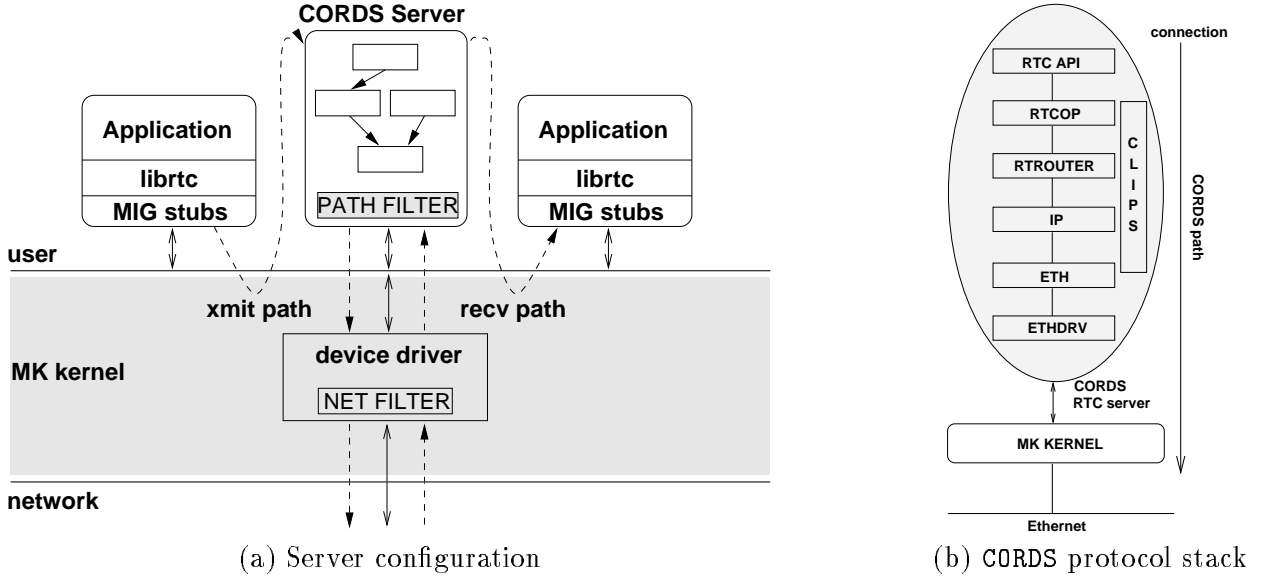 CORDS Server
Application
librtc
MIG stubs
PATH FILTER
Application
librtc
MIG stubs
user
xmit path
recv path
device driver
MK kernel
NET FILTER
network
(a) Server configuration
connection
RTC API
RTCOP
RTROUTER
IP
ETH
ETHDRV
CLIPS
CORDS path
CORDS
RTC server
MK KERNEL
Ethernet
(b) CORDS protocol stack